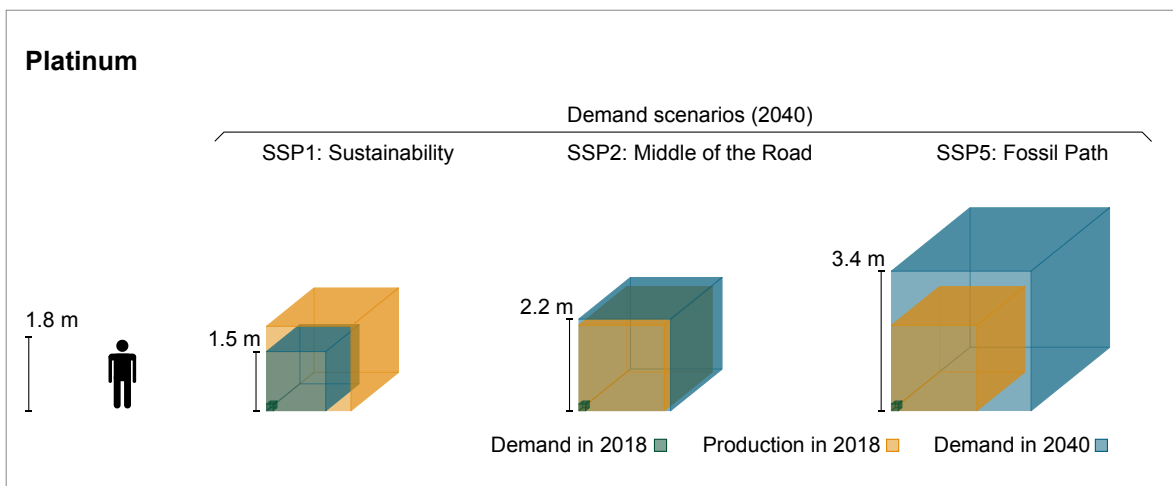 Platinum
Demand scenarios (2040)
SSP1: Sustainability
SSP2: Middle of the Road
SSP5: Fossil Path
1.8 m
1.5 m
2.2 m
3.4 m
Demand in 2018
Production in 2018
Demand in 2040